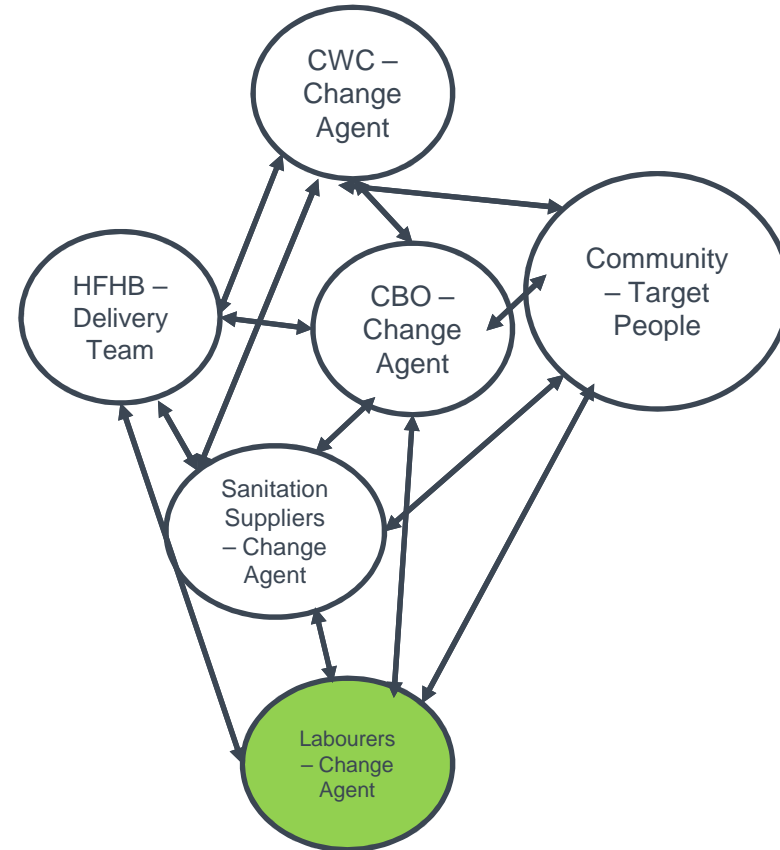 CWC –
Change
Agent
HFHB –
Delivery
Team
CBO –
Change
Agent
Community
– Target
People
Sanitation
Suppliers
– Change
Agent
Labourers
– Change
Agent